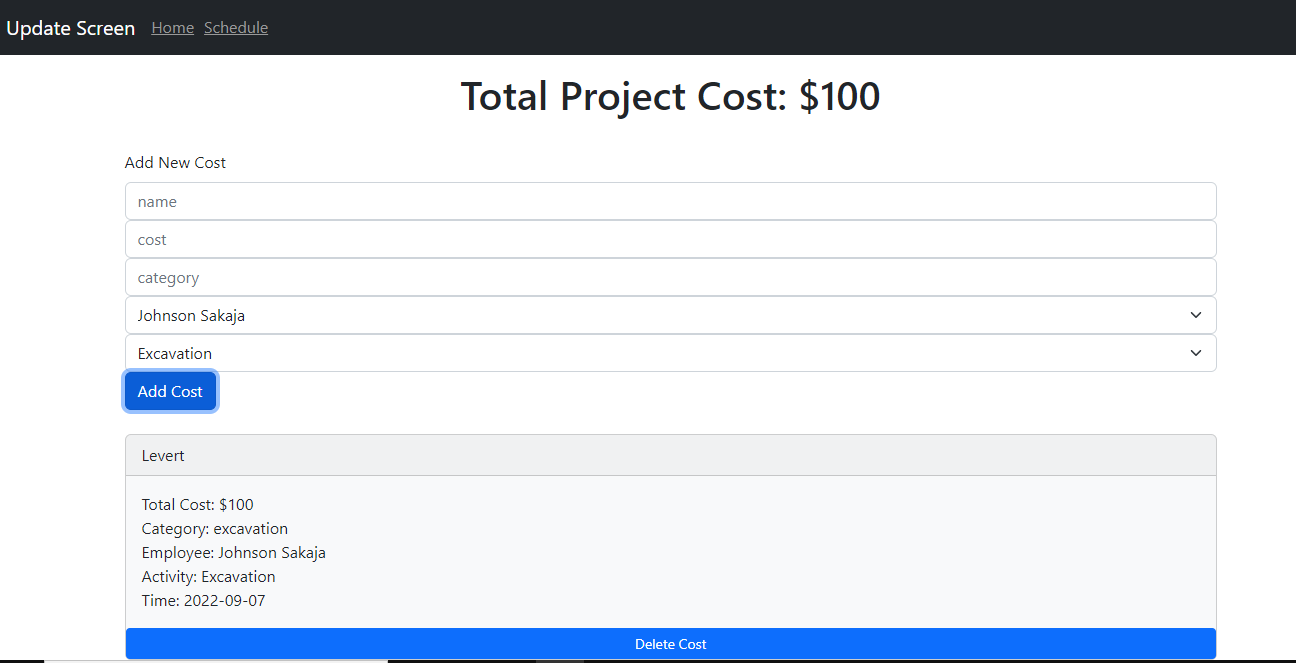 Update Screen Home Schedule
Total Project Cost: $100
Add New Cost
name
cost
category
Johnson Sakaja
Excavation
Add Cost
Levert
Total Cost: $100
Category: excavation
Employee: Johnson Sakaja
Activity: Excavation
Time: 2022-09-07
Delete Cost